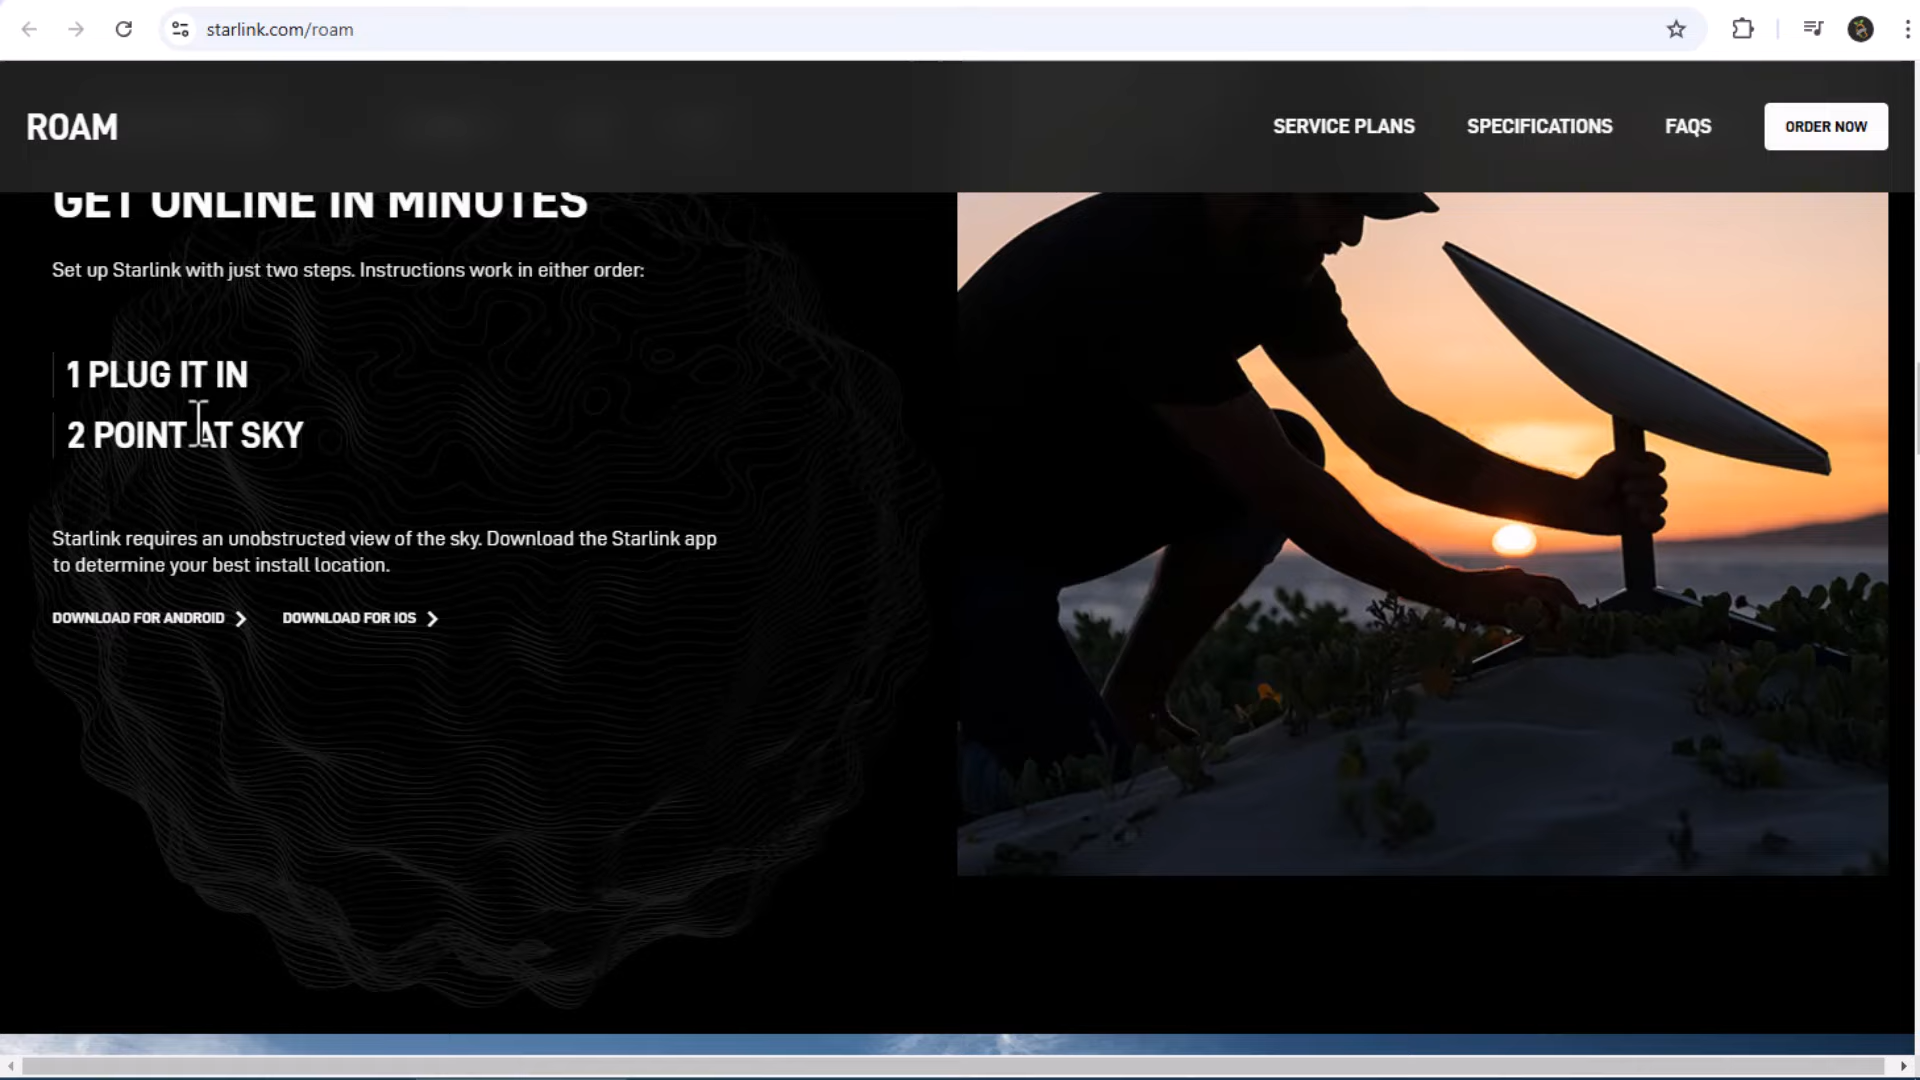 starlink.com/roam
ROAM
SERVICE PLANS
SPECIFICATIONS
FAQS
ORDER NOW
GET ONLINE IN MINUTES
Set up Starlink with just two steps. Instructions work in either order:
1 PLUG IT IN
2 POINT AT SKY
Starlink requires an unobstructed view of the sky. Download the Starlink app
to determine your best install location.
DOWNLOAD FOR ANDROID
DOWNLOAD FOR IOS